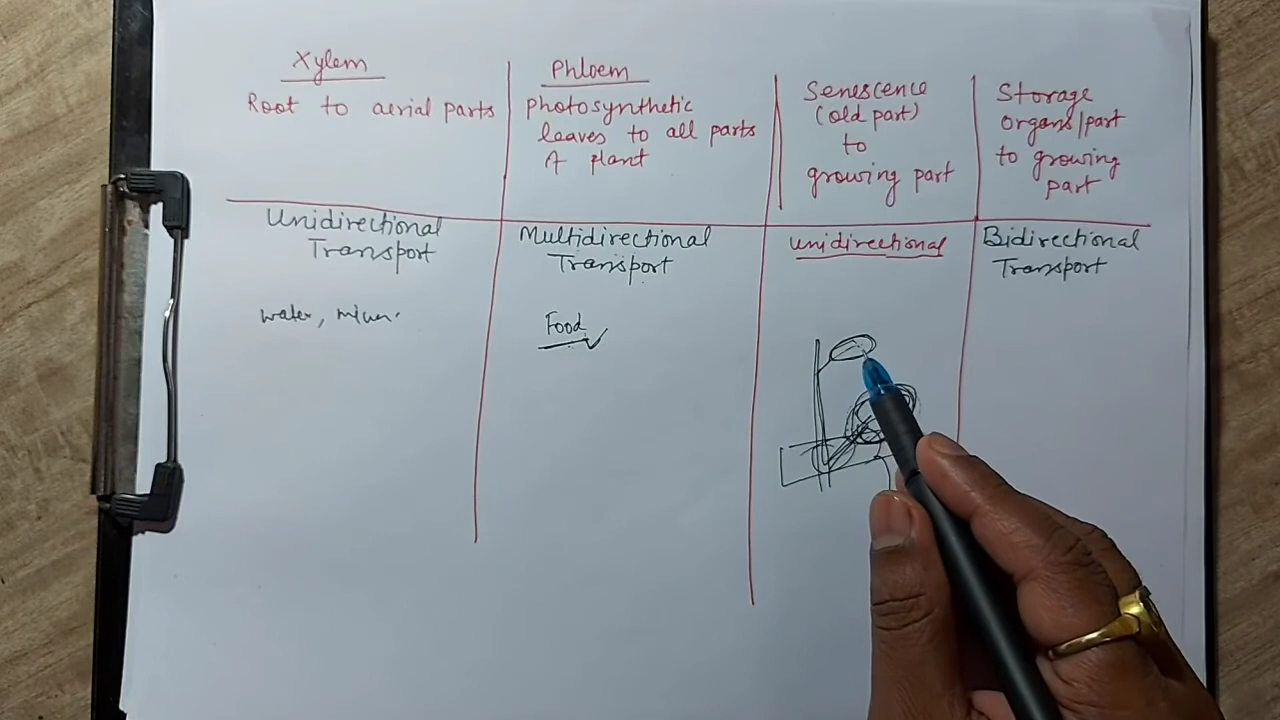 Xylem
Root to aerial parts
Phloem
Photosynthetic
leaves to all parts
of plant
Senescence
(old part)
to
growing part
Storage
Organs/part
to growing
part
Unidirectional
Transport
Multidirectional
Transport
Unidirectional
Bidirectional
Transport
water,
Food